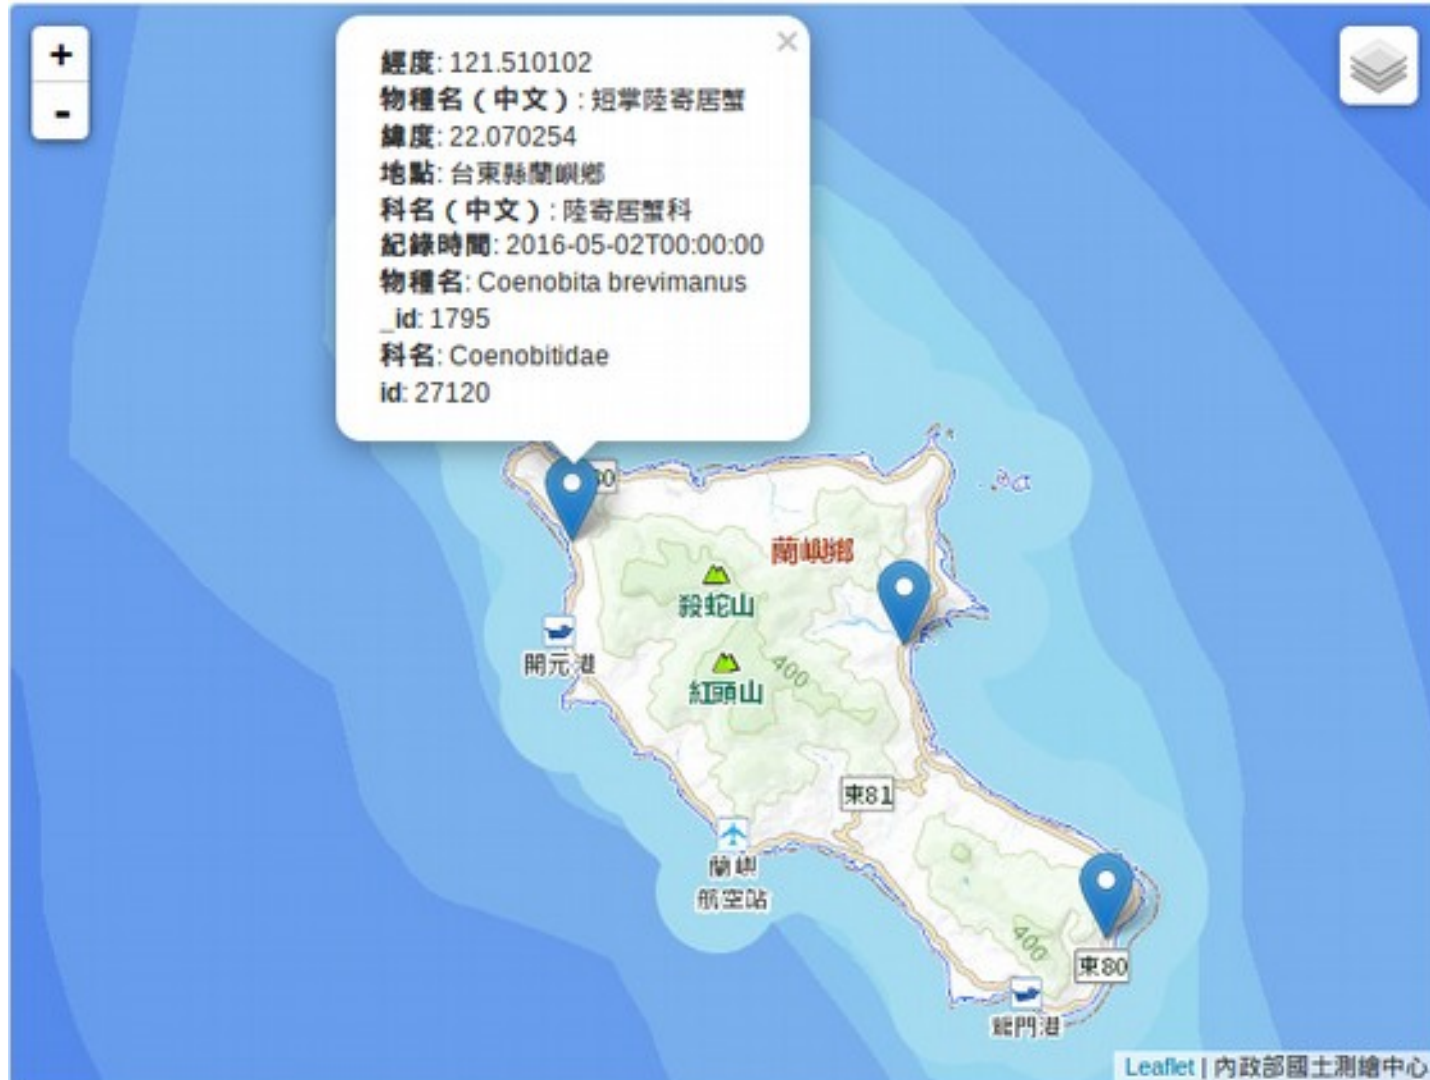 +
-
×
經度: 121.510102
物種名（中文）: 短掌陸寄居蟹
緯度: 22.070254
地點: 台東縣蘭嶼鄉
科名（中文）: 陸寄居蟹科
紀錄時間: 2016-05-02T00:00:00
物種名: Coenobita brevimanus
_id: 1795
科名: Coenobitidae
id: 27120
蘭嶼鄉
殺蛇山
開元港
紅頭山
400
東81
蘭嶼
航空站
400
東80
龍門港
Leaflet | 內政部國土測繪中心